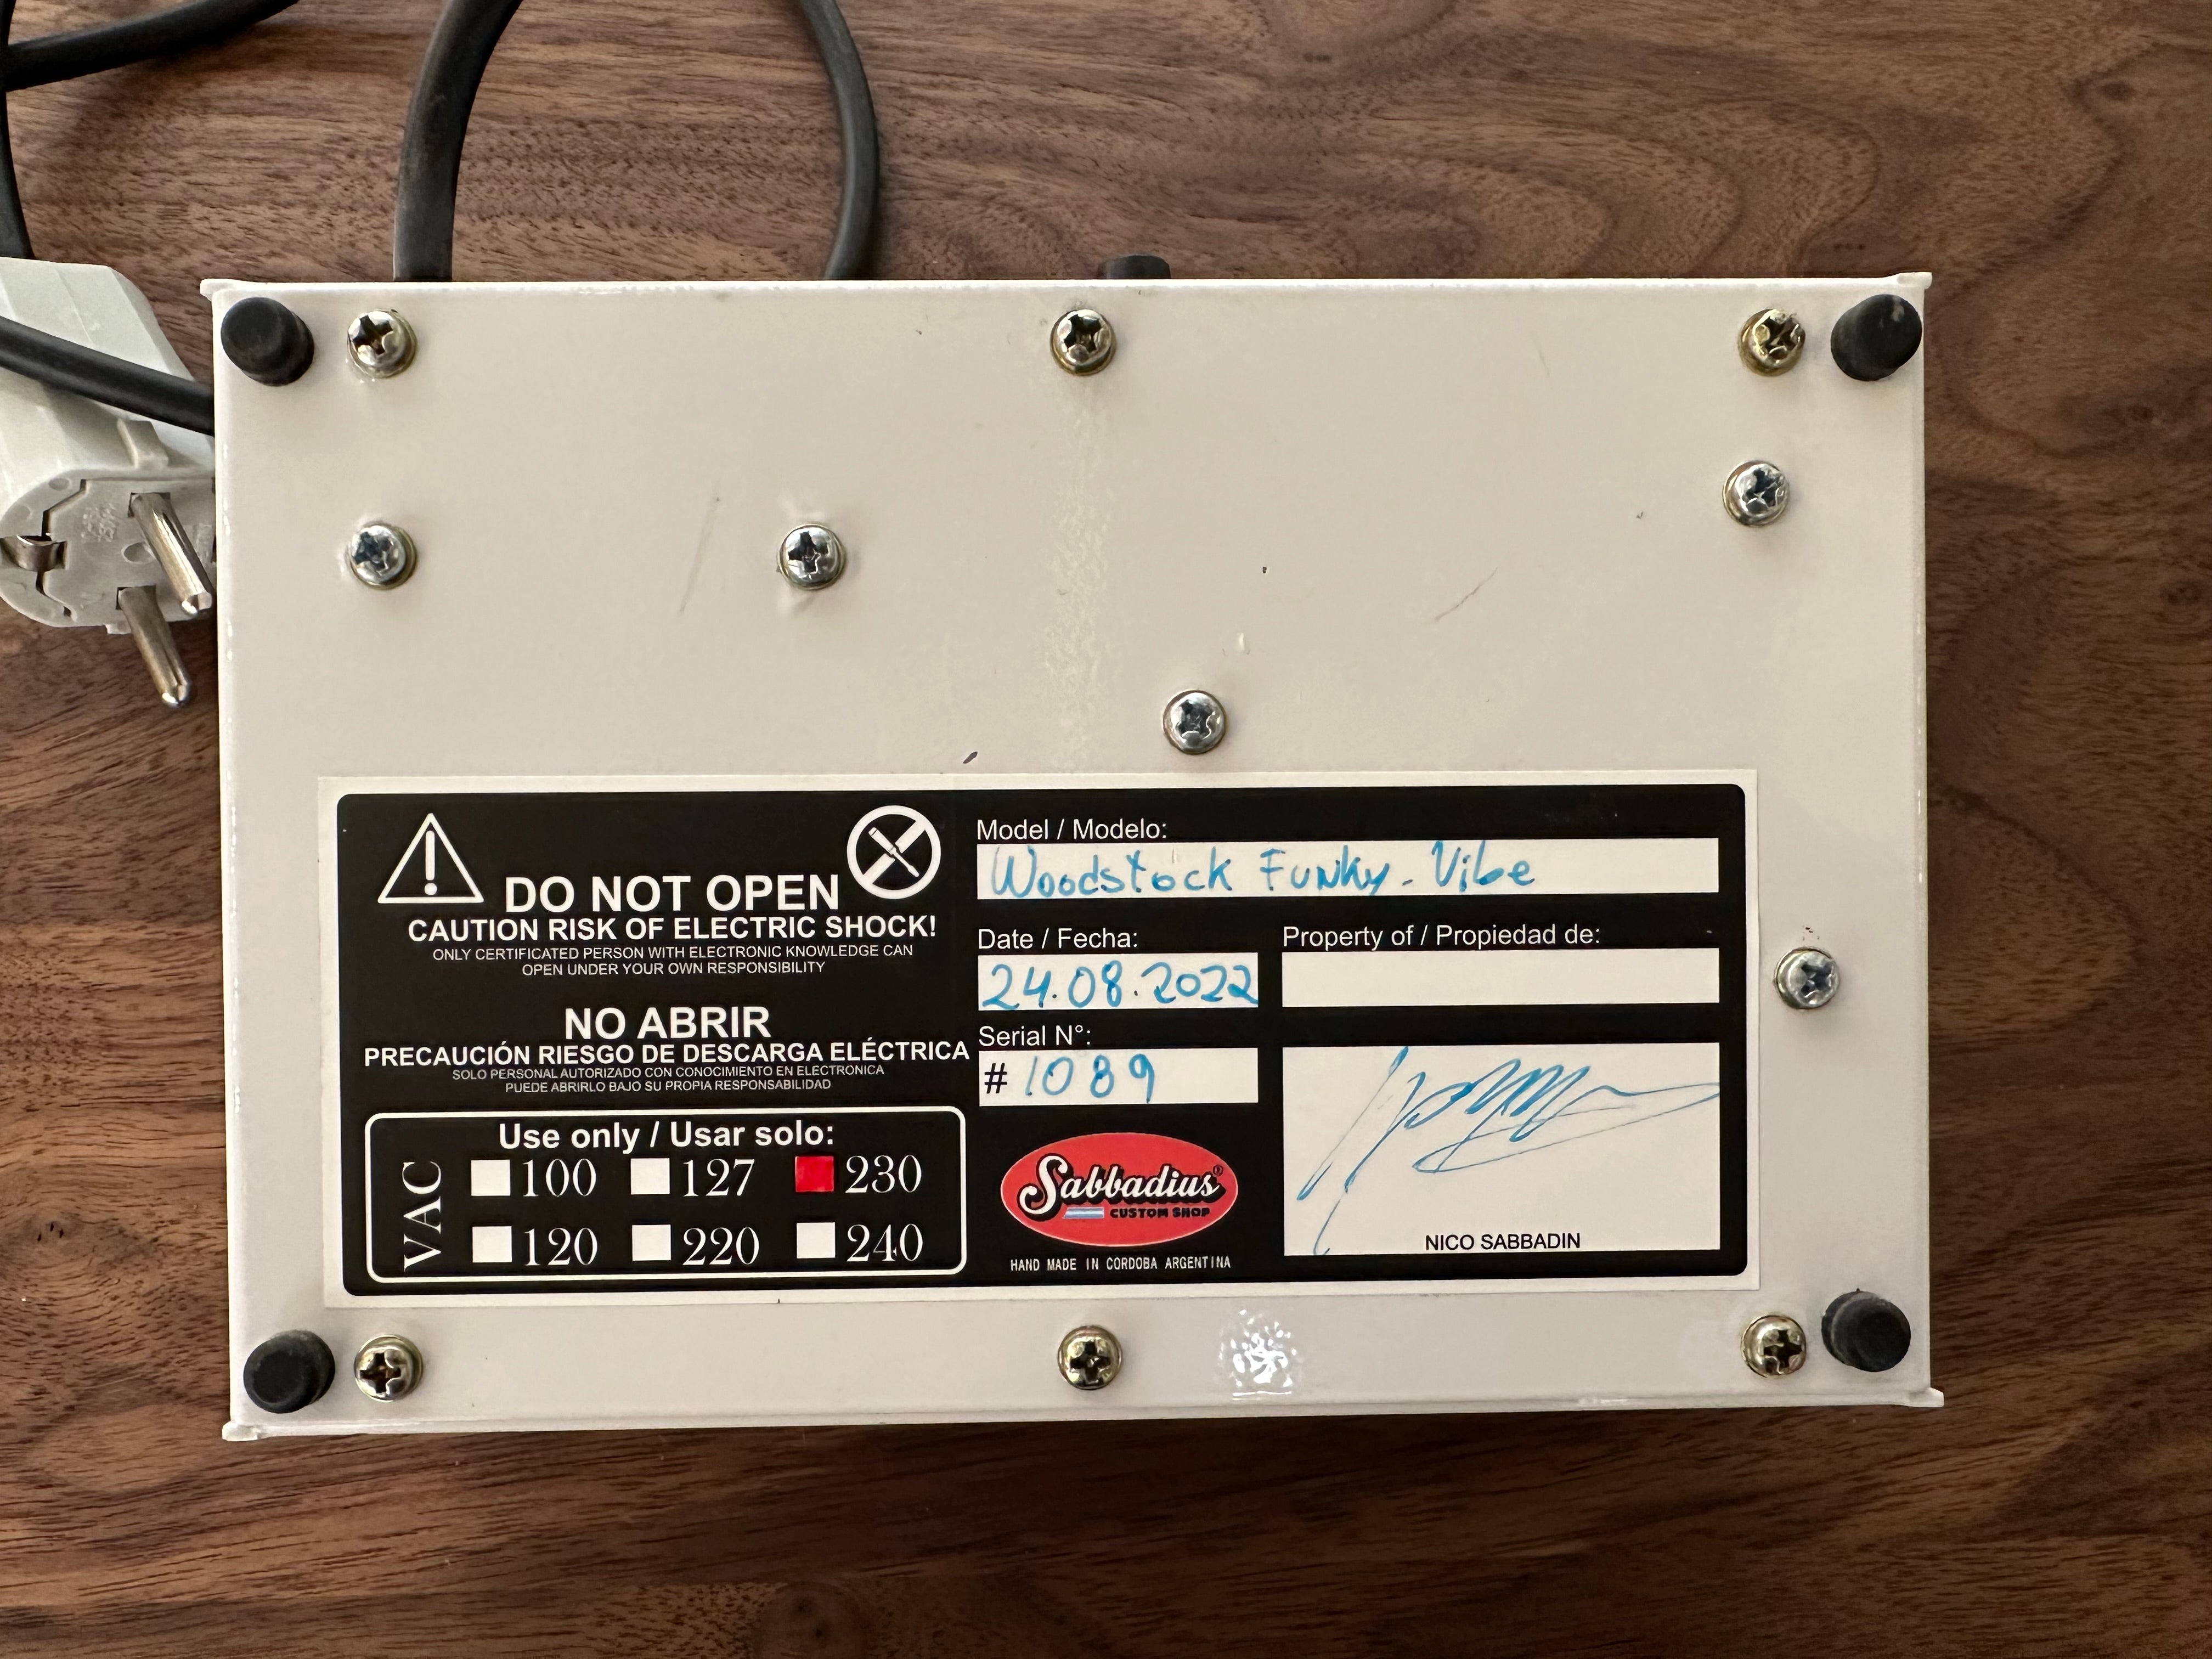 DO NOT OPEN
CAUTION RISK OF ELECTRIC SHOCK!
ONLY CERTIFICATED PERSON WITH ELECTRONIC KNOWLEDGE CAN
OPEN UNDER YOUR OWN RESPONSIBILITY
NO ABRIR
PRECAUCIÓN RIESGO DE DESCARGA ELÉCTRICA
SOLO PERSONAL AUTORIZADO CON CONOCIMIENTO EN ELECTRONICA
PUEDE ABRIRLO BAJO SU PROPIA RESPONSABILIDAD
Use only / Usar solo:
VAC
100 127 230
120 220 240
Model / Modelo:
Woodstock Funky-Vibe
Date / Fecha:
24.08.2022
Property of / Propiedad de:
Serial N°:
# 1089
Sabbadius®
CUSTOM SHOP
HAND MADE IN CORDOBA ARGENTINA
NICO SABBADIN